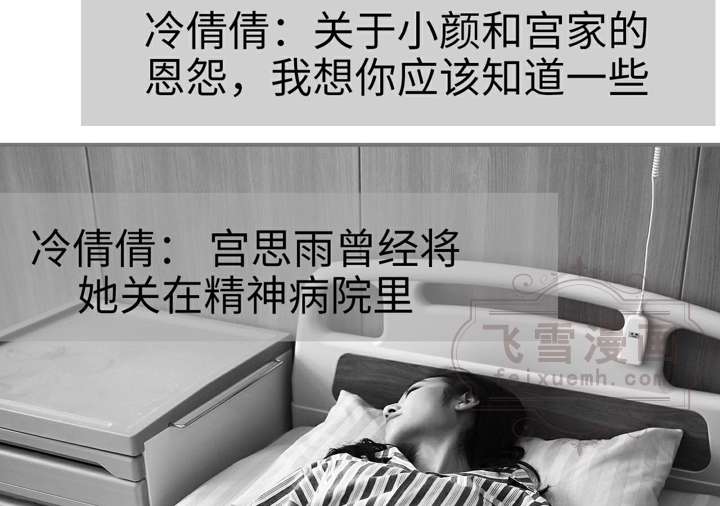 冷倩倩：关于小颜和宫家的
恩怨，我想你应该知道一些
冷倩倩： 宫思雨曾经将
她关在精神病院里
飞雪漫画
feixuemh.com